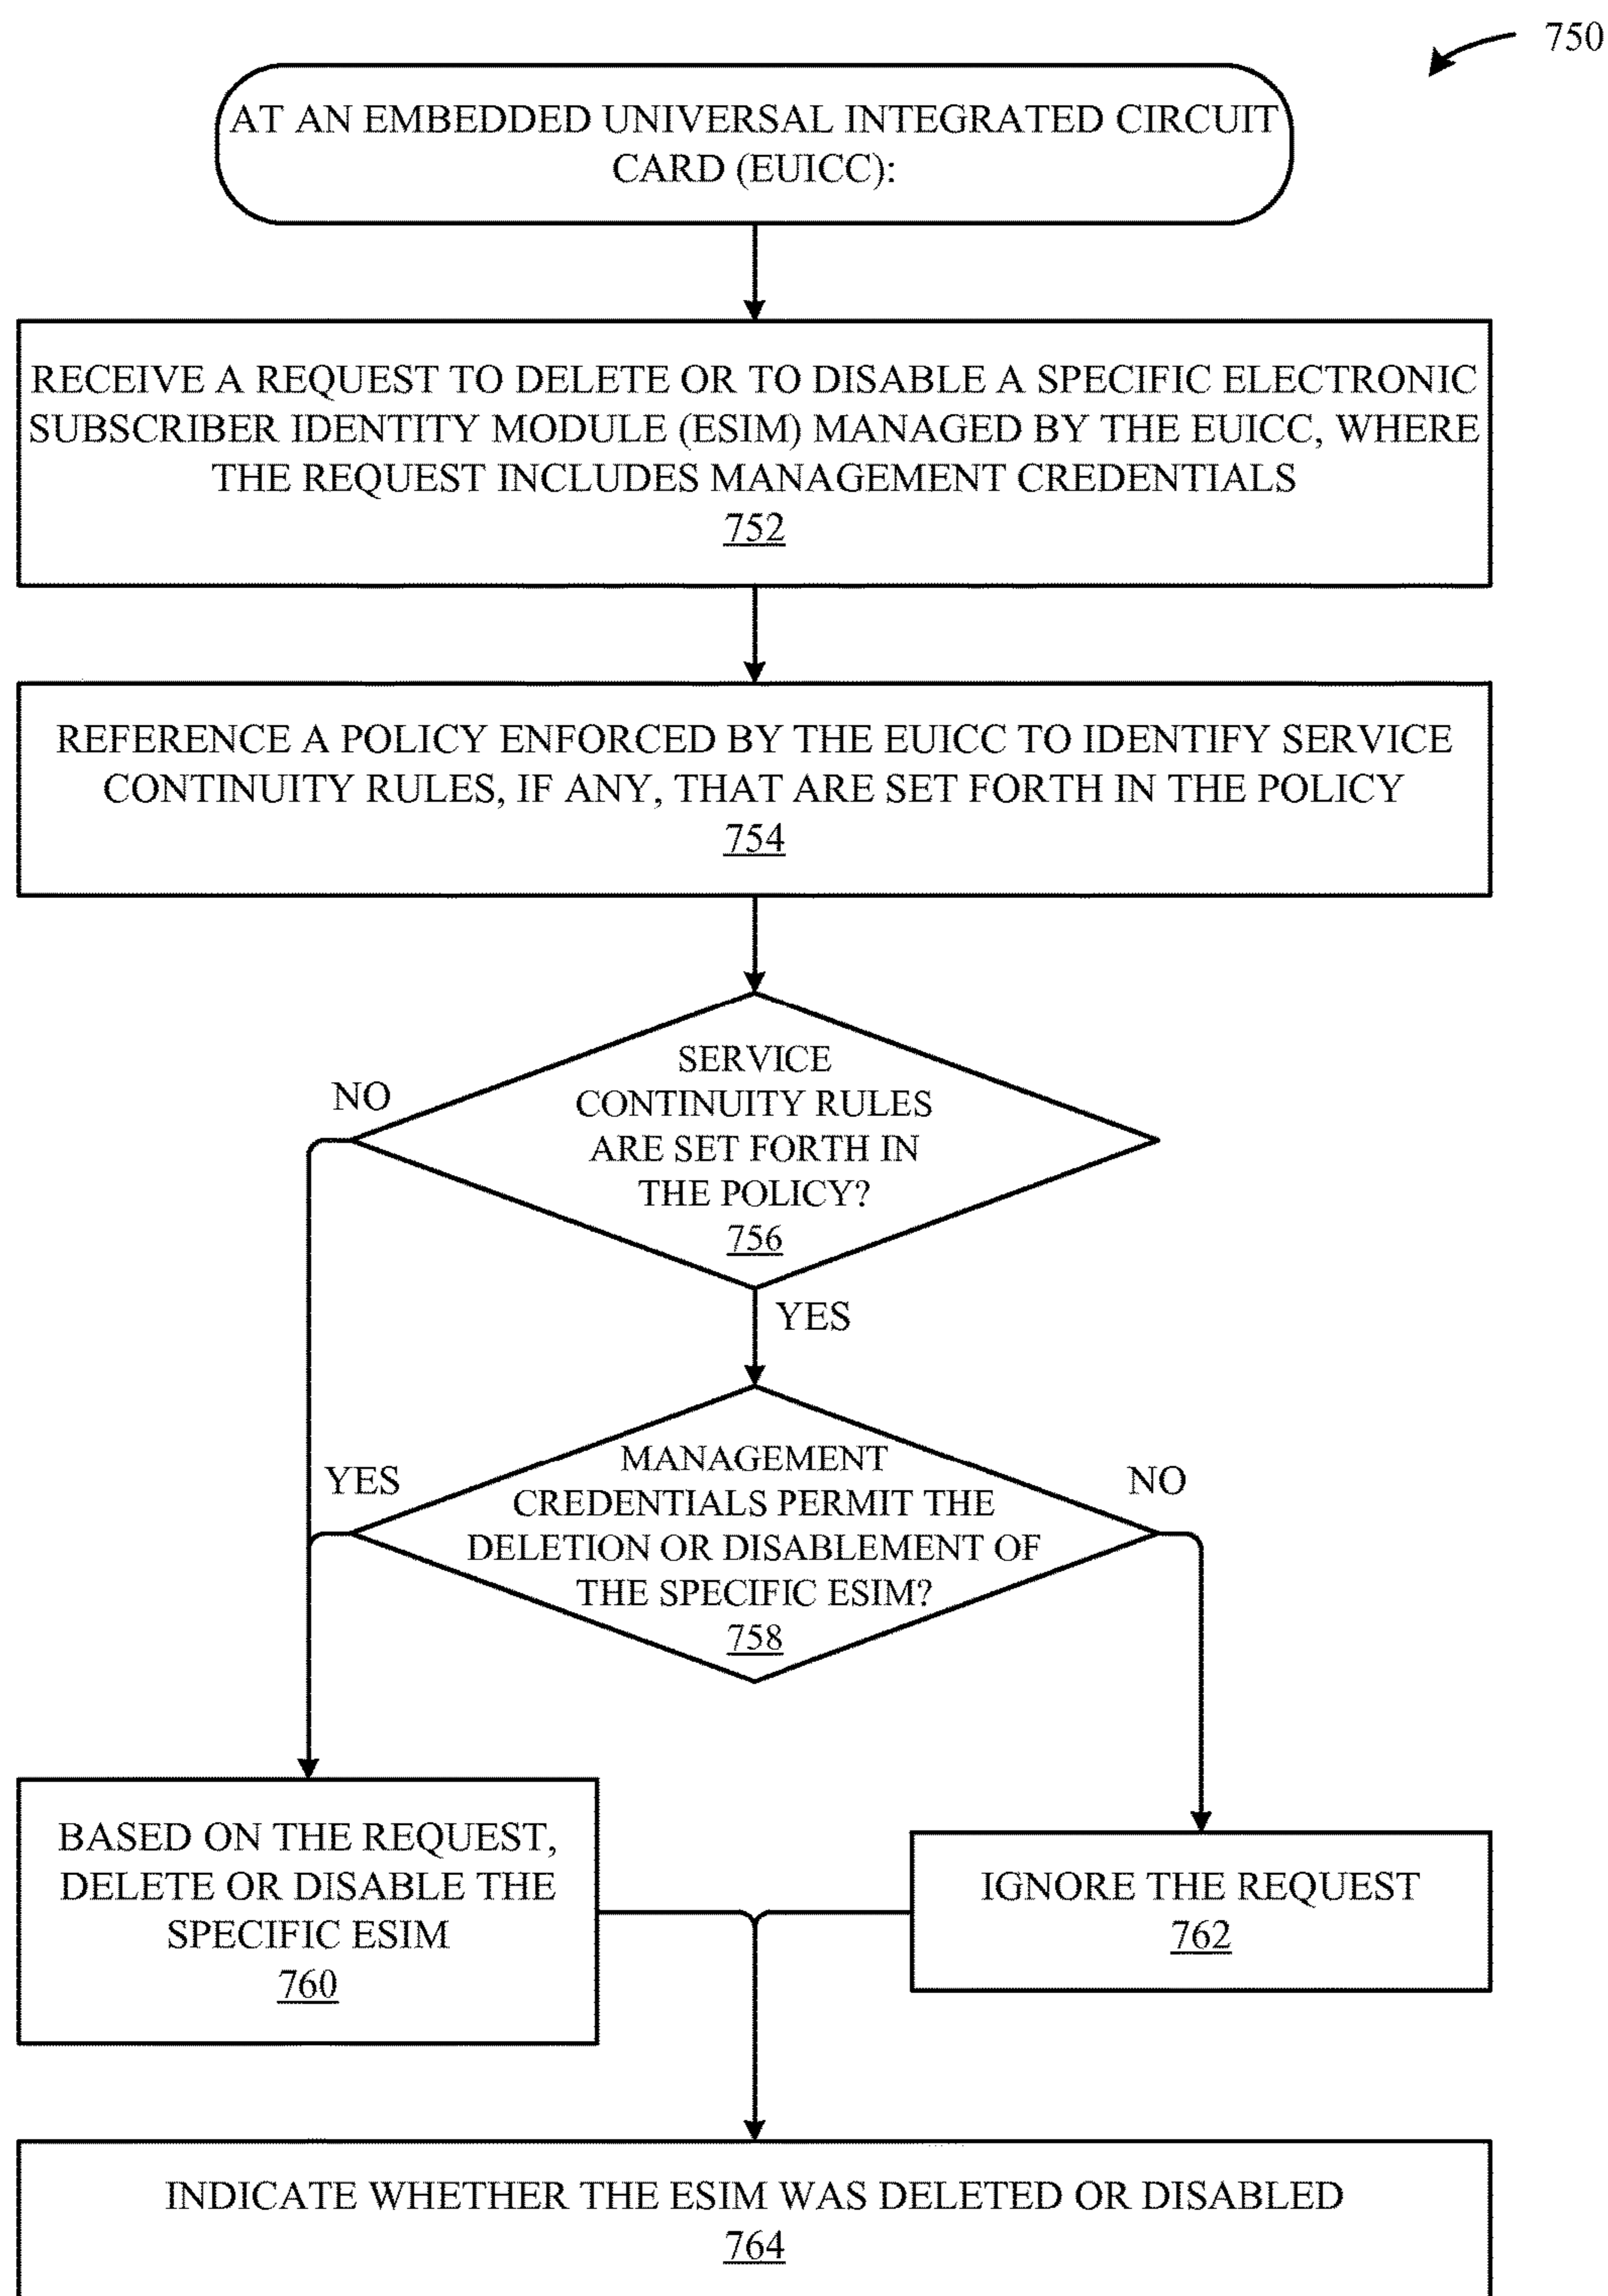 750
AT AN EMBEDDED UNIVERSAL INTEGRATED CIRCUIT
CARD (EUICC):
RECEIVE A REQUEST TO DELETE OR TO DISABLE A SPECIFIC ELECTRONIC
SUBSCRIBER IDENTITY MODULE (ESIM) MANAGED BY THE EUICC, WHERE
THE REQUEST INCLUDES MANAGEMENT CREDENTIALS
752
REFERENCE A POLICY ENFORCED BY THE EUICC TO IDENTIFY SERVICE
CONTINUITY RULES, IF ANY, THAT ARE SET FORTH IN THE POLICY
754
SERVICE
CONTINUITY RULES
ARE SET FORTH IN
THE POLICY?
756
NO
YES
MANAGEMENT
CREDENTIALS PERMIT THE
DELETION OR DISABLEMENT OF
THE SPECIFIC ESIM?
758
YES
NO
BASED ON THE REQUEST,
DELETE OR DISABLE THE
SPECIFIC ESIM
760
IGNORE THE REQUEST
762
INDICATE WHETHER THE ESIM WAS DELETED OR DISABLED
764